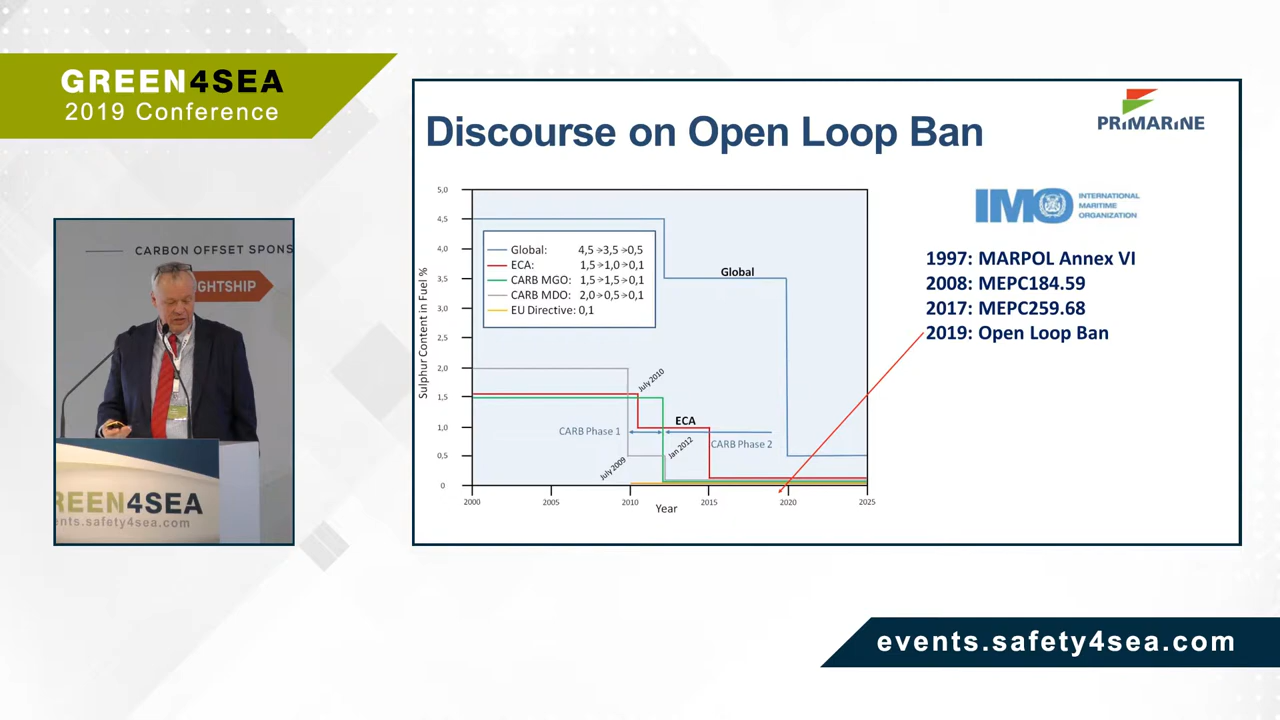 GREEN4SEA
2019 Conference
CARBON OFFSET SPONS
GHTSHIP
REEN4SEA
ents.safety4sea.com
PRIMARINE
Discourse on Open Loop Ban
IMO
INTERNATIONAL
MARITIME
ORGANIZATION
1997: MARPOL Annex VI
2008: MEPC184.59
2017: MEPC259.68
2019: Open Loop Ban
Sulphur Content in Fuel %
5,0
4,5
4,0
3,5
3,0
2,5
2,0
1,5
1,0
0,5
0
Global: 4,5→3,5→0,5
ECA: 1,5→1,0→0,1
CARB MGO: 1,5→1,5→0,1
CARB MDO: 2,0→0,5→0,1
EU Directive: 0,1
Global
July 2010
ECA
CARB Phase 1
CARB Phase 2
Jan 2012
July 2009
2000
2005
2010
2015
2020
2025
Year
events.safety4sea.com